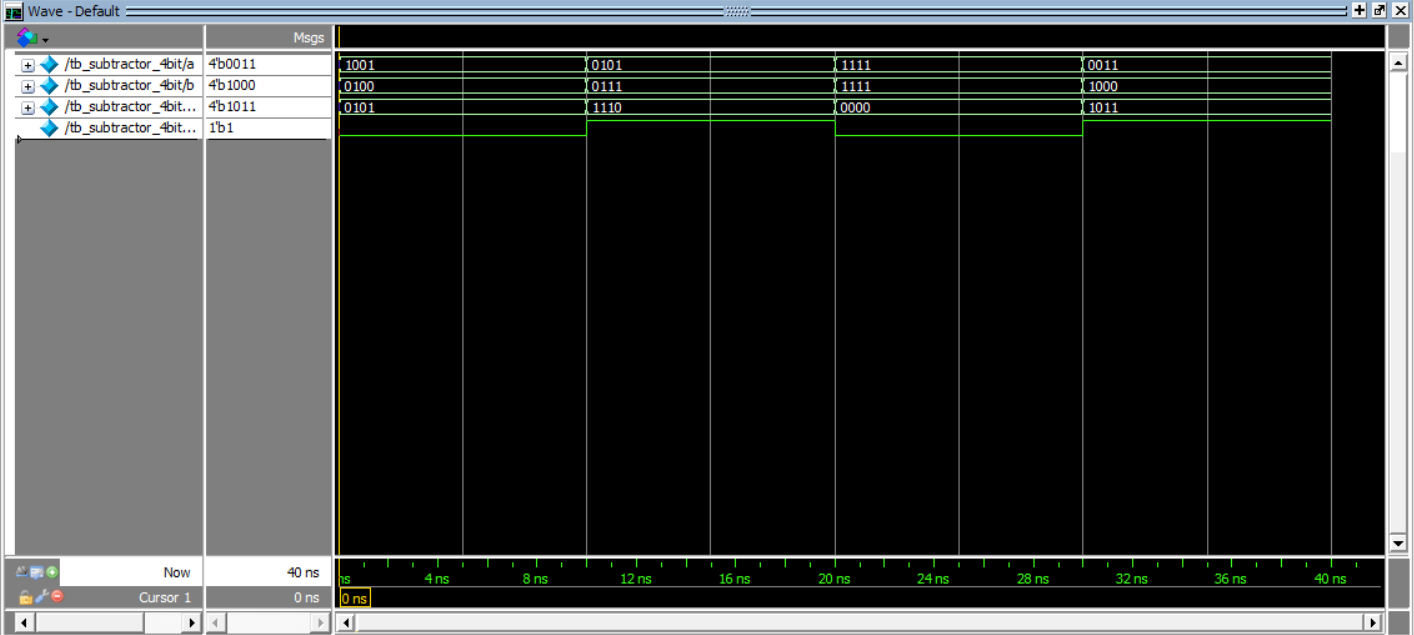 Wave - Default
Msgs
/tb_subtractor_4bit/a 4'b0011 1001 0101 1111 0011
/tb_subtractor_4bit/b 4'b1000 0100 0111 1111 1000
/tb_subtractor_4bit... 4'b1011 0101 1110 0000 1011
/tb_subtractor_4bit... 1'b1
Now 40 ns ns 4 ns 8 ns 12 ns 16 ns 20 ns 24 ns 28 ns 32 ns 36 ns 40 ns
Cursor 1 0 ns 0 ns